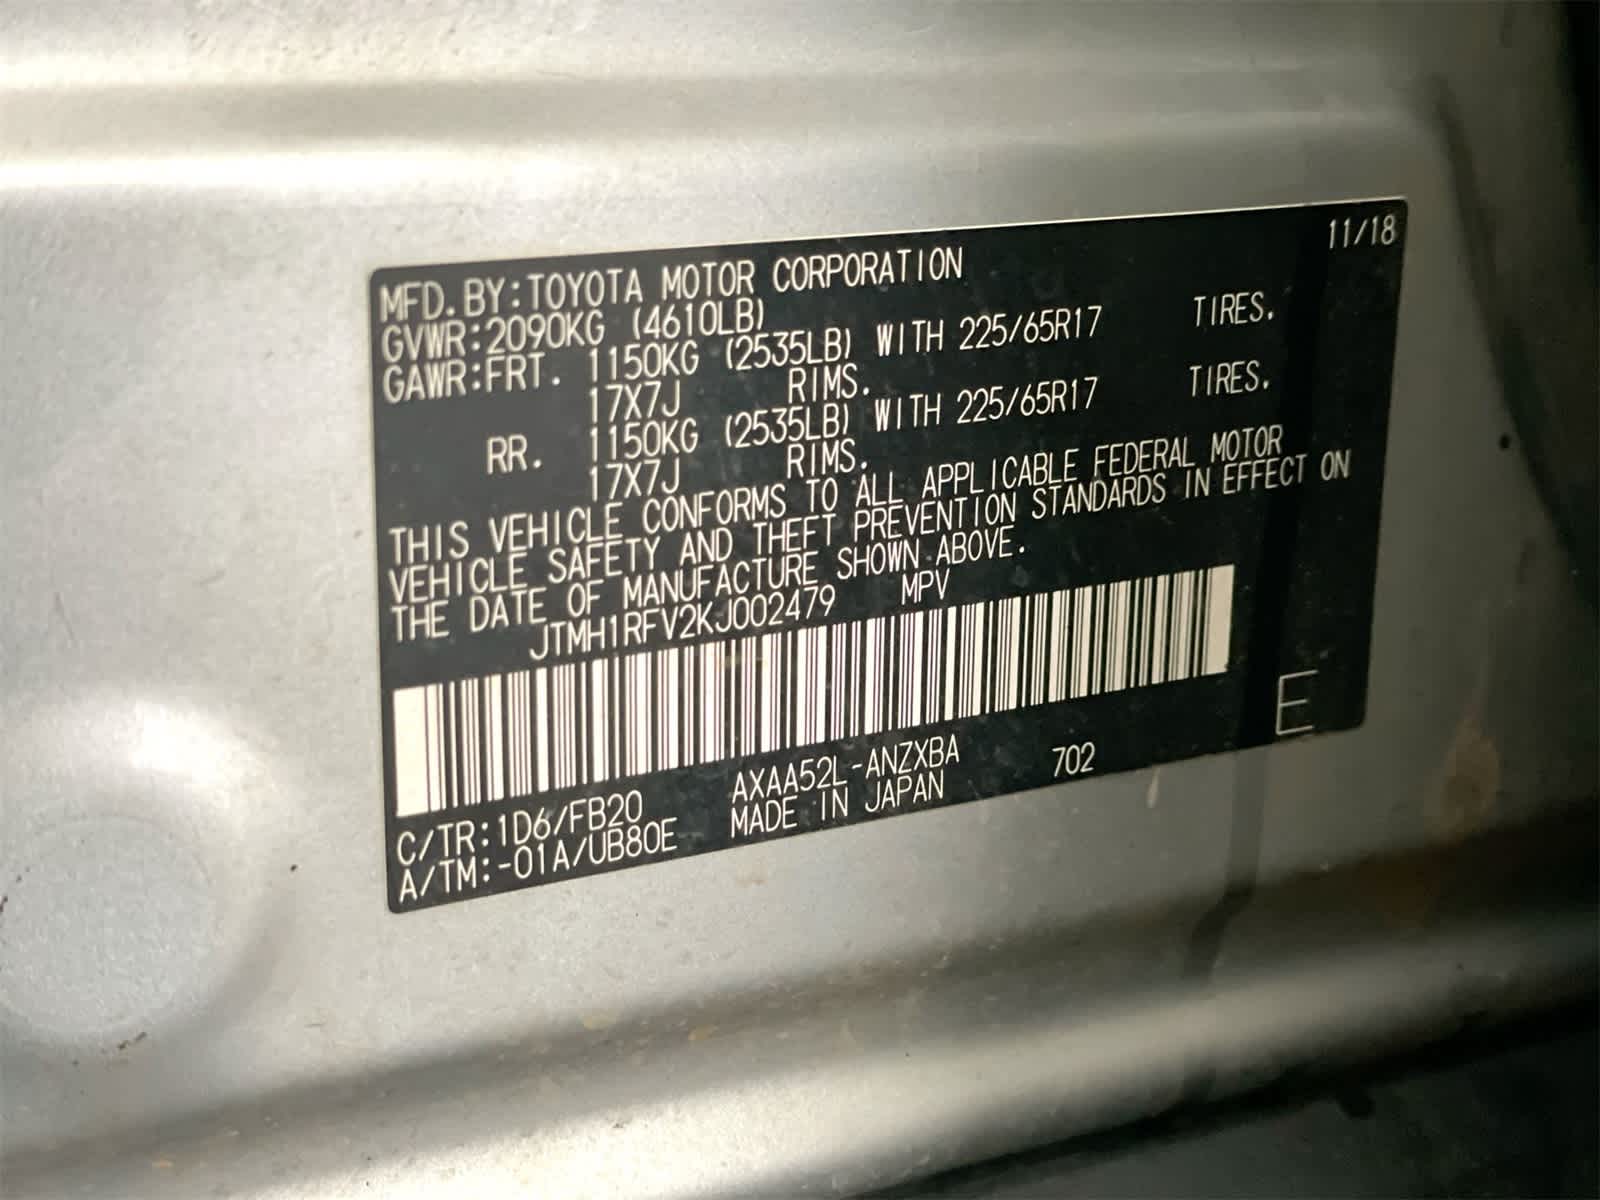 11/18
MFD.BY:TOYOTA MOTOR CORPORATION
GVWR:2090KG (4610LB)
GAWR:FRT. 1150KG (2535LB) WITH 225/65R17 TIRES.
17X7J RIMS.
RR. 1150KG (2535LB) WITH 225/65R17 TIRES.
17X7J RIMS.
THIS VEHICLE CONFORMS TO ALL APPLICABLE FEDERAL MOTOR
VEHICLE SAFETY AND THEFT PREVENTION STANDARDS IN EFFECT ON
THE DATE OF MANUFACTURE SHOWN ABOVE.
JTMH1RFV2KJ002479 MPV
E
AXAA52L-ANZXBA 702
C/TR:1D6/FB20 MADE IN JAPAN
A/TM:-01A/UB80E